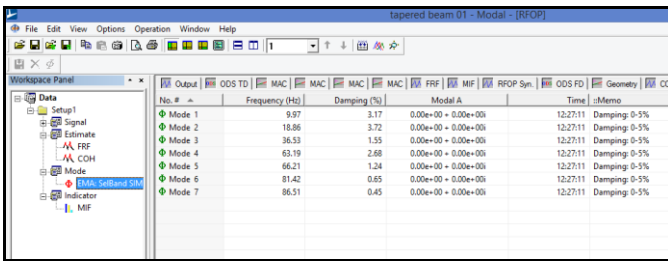 tapered beam 01 - Modal - [RFOP]
File Edit View Options Operation Window Help
1
Workspace Panel
Output ODS TD MAC MAC MAC MAC FRF MIF RFOP Syn. ODS FD Geometry CO
Data
Setup1
Signal
Estimate
FRF
COH
Mode
EMA: SelBand SIM
Indicator
MIF
No. # Frequency (Hz) Damping (%) Modal A Time ::Memo
Mode 1 9.97 3.17 0.00e+00 + 0.00e+00i 12:27:11 Damping: 0-5%
Mode 2 18.86 3.72 0.00e+00 + 0.00e+00i 12:27:11 Damping: 0-5%
Mode 3 36.53 1.55 0.00e+00 + 0.00e+00i 12:27:11 Damping: 0-5%
Mode 4 63.19 2.68 0.00e+00 + 0.00e+00i 12:27:11 Damping: 0-5%
Mode 5 66.21 1.24 0.00e+00 + 0.00e+00i 12:27:11 Damping: 0-5%
Mode 6 81.42 0.65 0.00e+00 + 0.00e+00i 12:27:11 Damping: 0-5%
Mode 7 86.51 0.45 0.00e+00 + 0.00e+00i 12:27:11 Damping: 0-5%